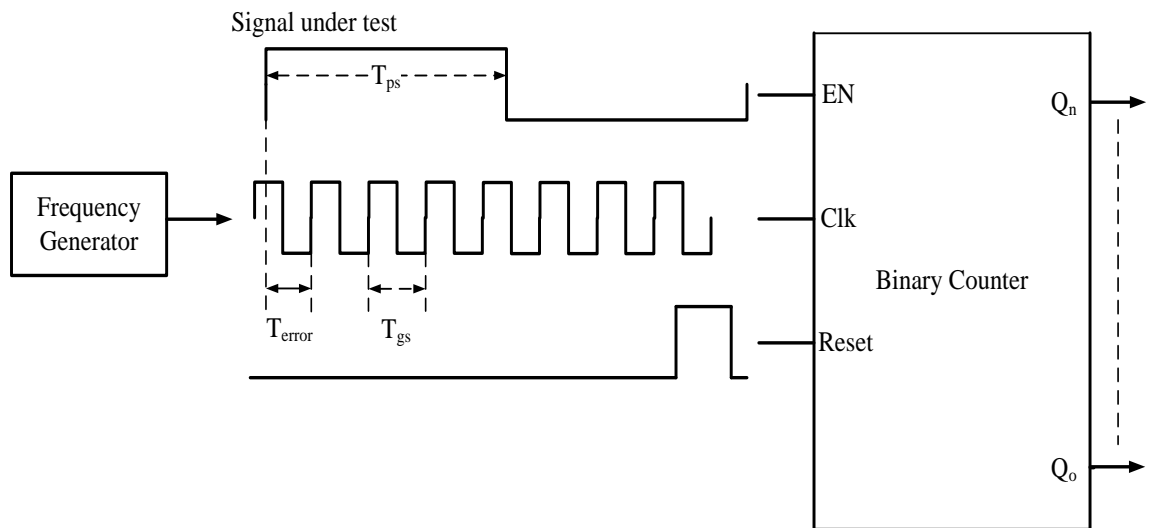 Signal under test
T_ps
EN
Q_n
Frequency
Generator
Clk
Binary Counter
T_error
T_gs
Reset
Q_o